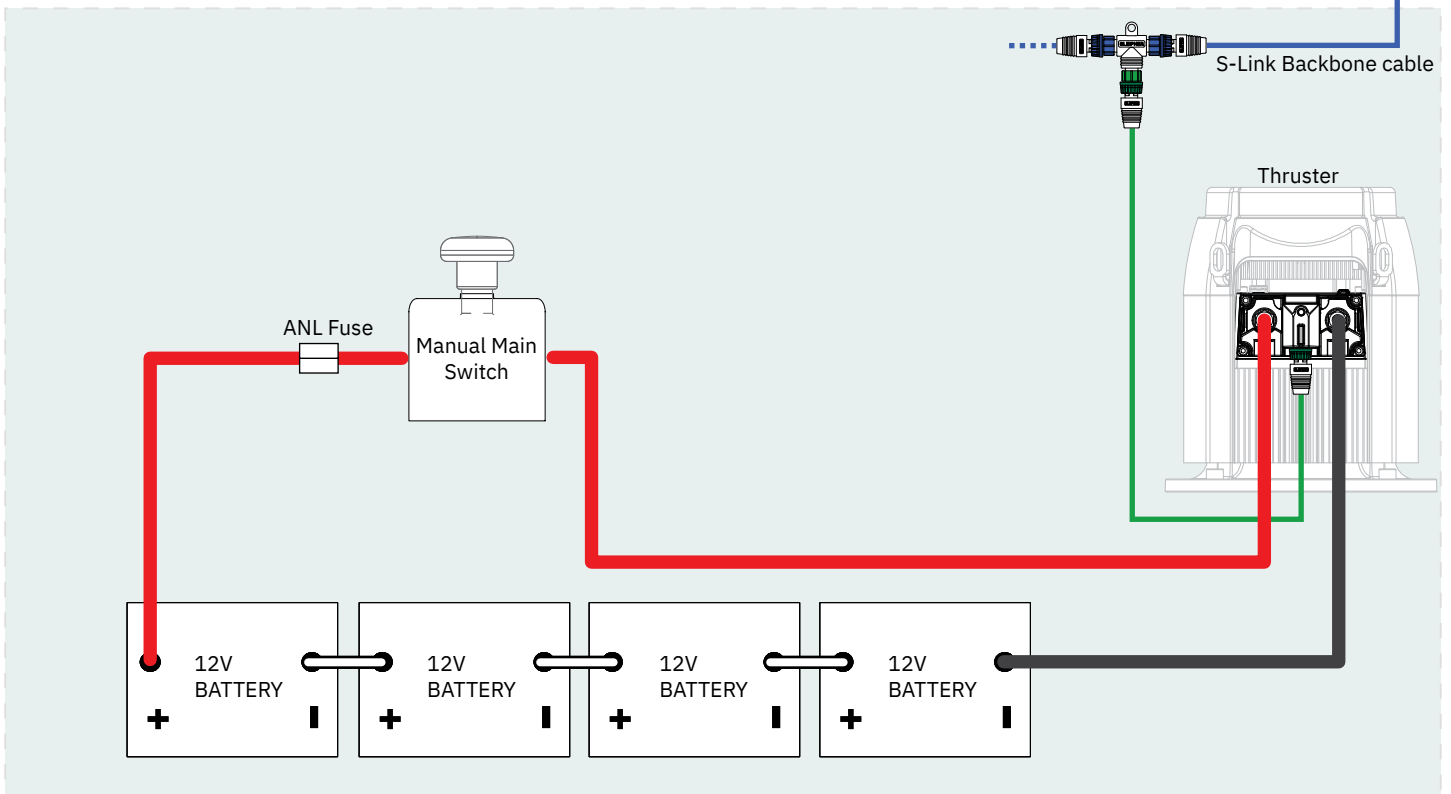 S-Link Backbone cable
Thruster
ANL Fuse
Manual Main
Switch
12V
BATTERY
+ -
12V
BATTERY
+ -
12V
BATTERY
+ -
12V
BATTERY
+ -